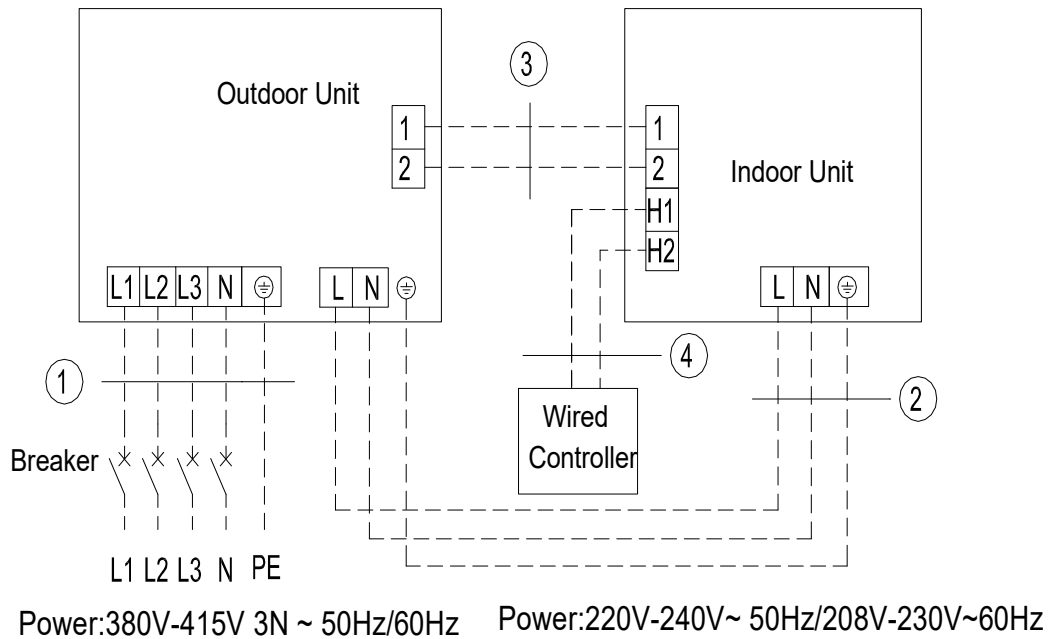 3
Outdoor Unit
1
2
1
2
H1
H2
Indoor Unit
L1 L2 L3 N
L N
L N
1
4
2
Wired
Controller
Breaker
L1 L2 L3 N PE
Power:380V-415V 3N ~ 50Hz/60Hz
Power:220V-240V~ 50Hz/208V-230V~60Hz